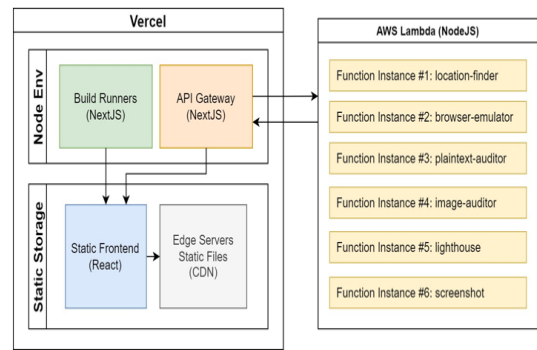 Vercel
Node Env
Build Runners
(NextJS)
API Gateway
(NextJS)
Static Storage
Static Frontend
(React)
Edge Servers
Static Files
(CDN)
AWS Lambda (NodeJS)
Function Instance #1: location-finder
Function Instance #2: browser-emulator
Function Instance #3: plaintext-auditor
Function Instance #4: image-auditor
Function Instance #5: lighthouse
Function Instance #6: screenshot